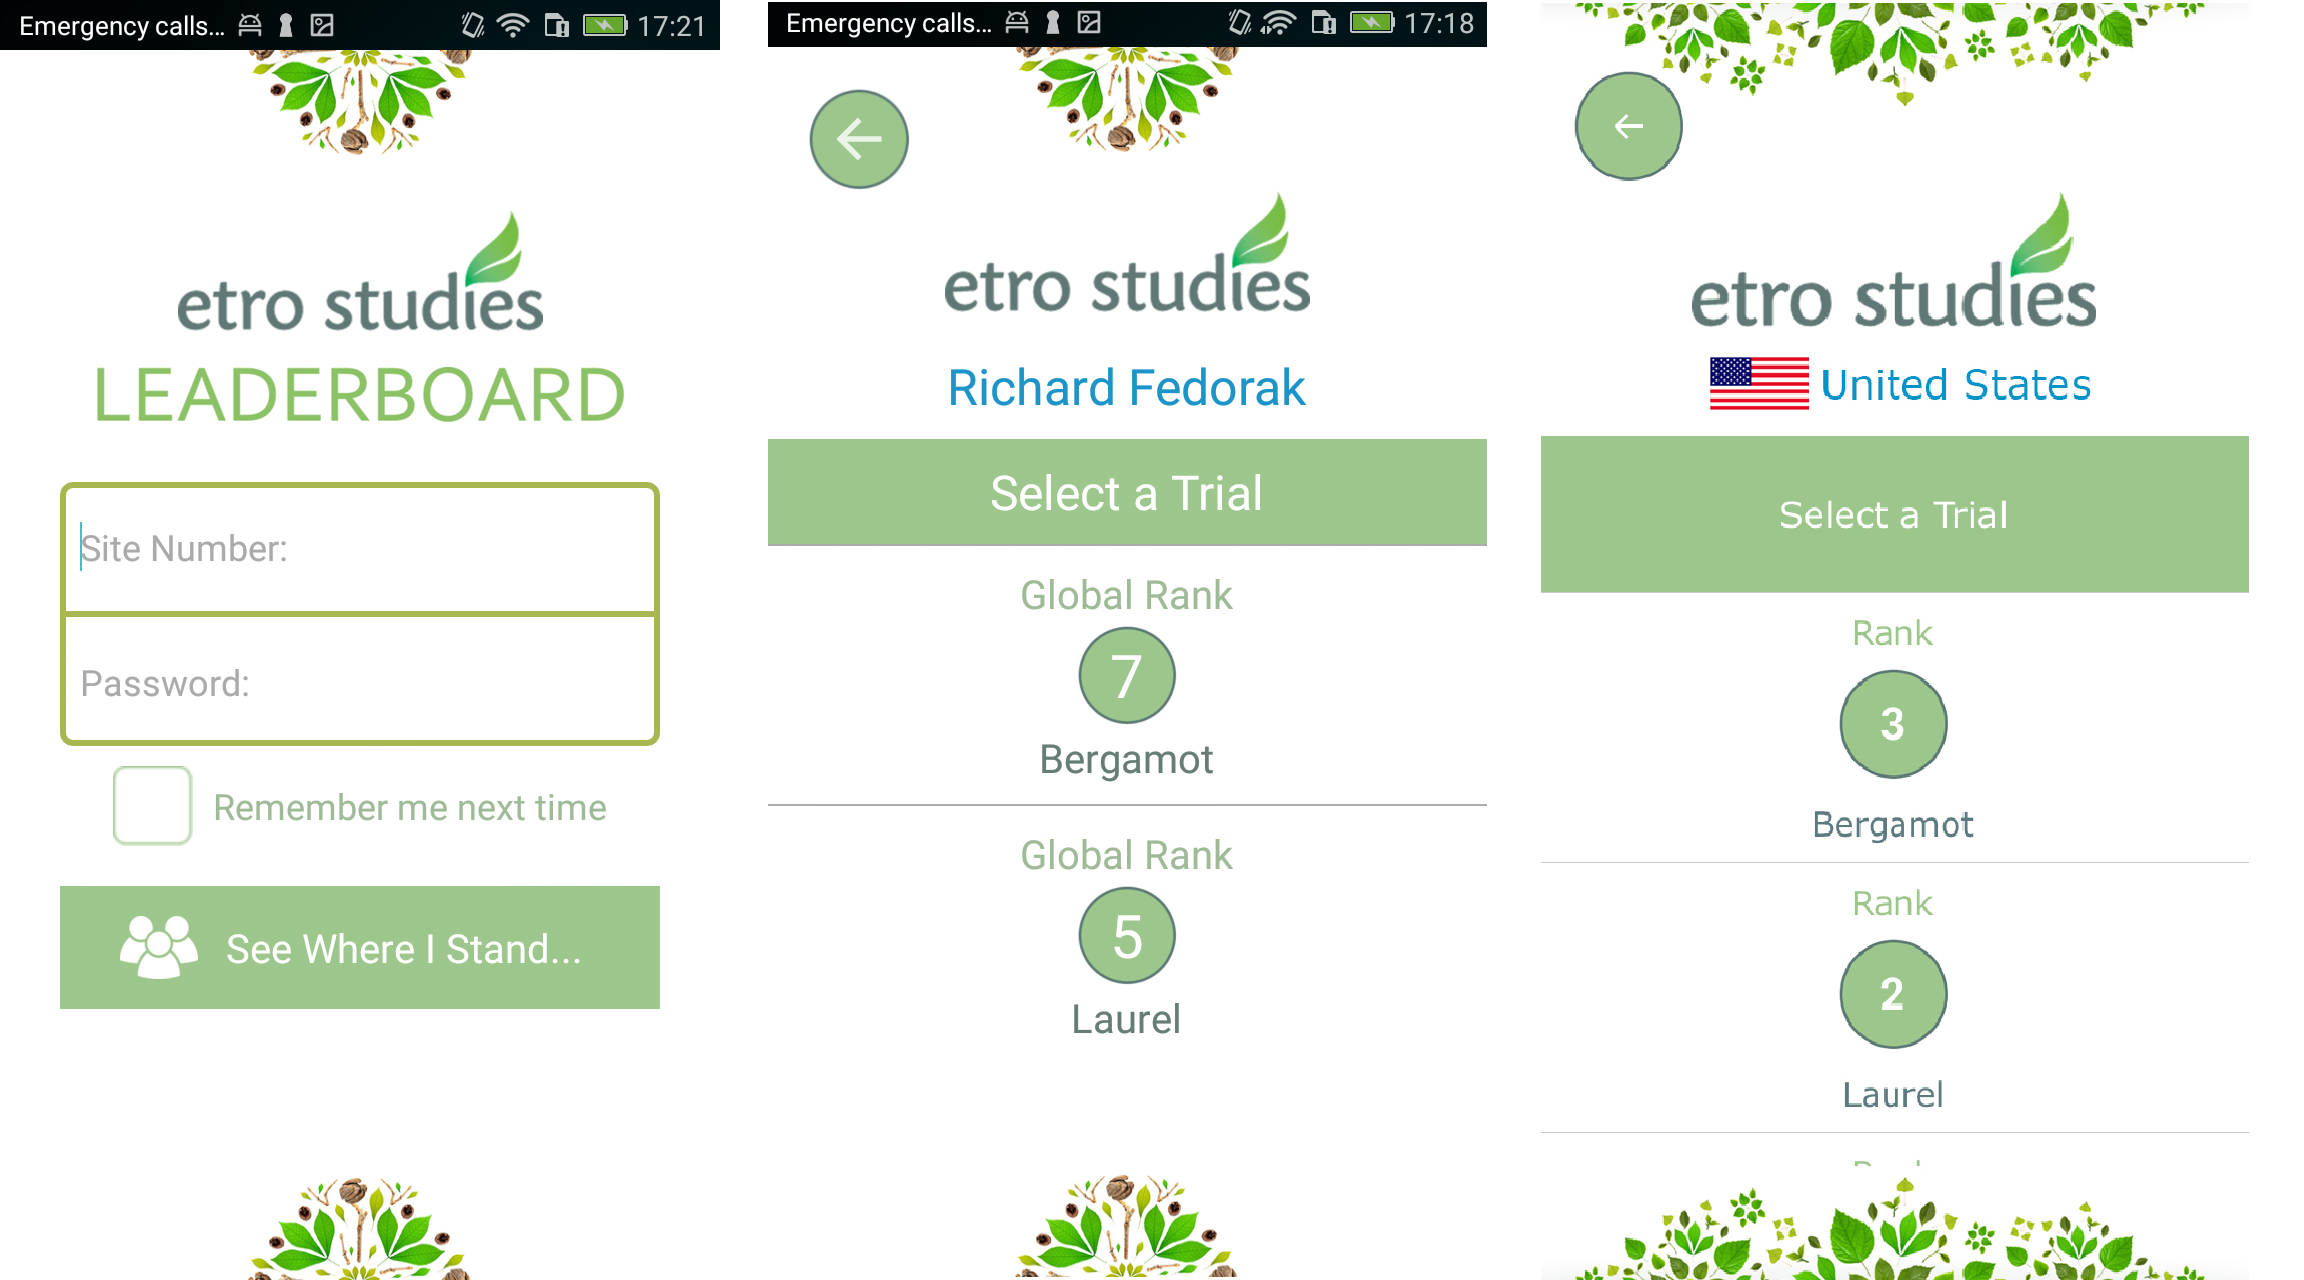 Emergency calls... 17:21
etro studies
LEADERBOARD
Site Number:
Password:
Remember me next time
See Where I Stand...
Emergency calls... 17:18
etro studies
Richard Fedorak
Select a Trial
Global Rank
7
Bergamot
Global Rank
5
Laurel
etro studies
United States
Select a Trial
Rank
3
Bergamot
Rank
2
Laurel